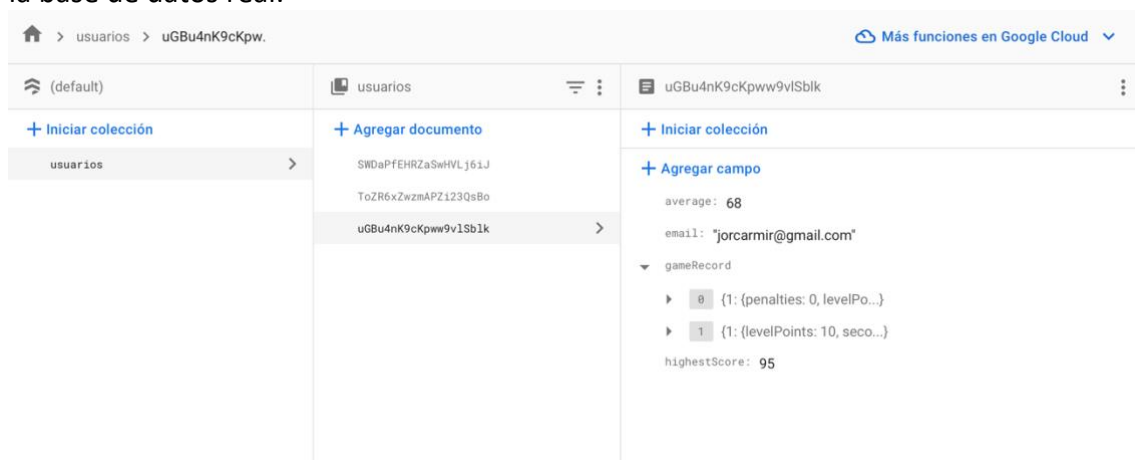 la base de datos real.
usuarios > uGBu4nK9cKpw.
Más funciones en Google Cloud
(default)
usuarios
uGBu4nK9cKpww9vlSblk
+ Iniciar colección
+ Agregar documento
+ Iniciar colección
usuarios
SWDaPfEHRZaSwHVLj6iJ
ToZR6xZwzmAPZi23QsBo
uGBu4nK9cKpww9vlSblk
+ Agregar campo
average: 68
email: "jorcarmir@gmail.com"
gameRecord
0 {1: {penalties: 0, levelPo...}
1 {1: {levelPoints: 10, seco...}
highestScore: 95